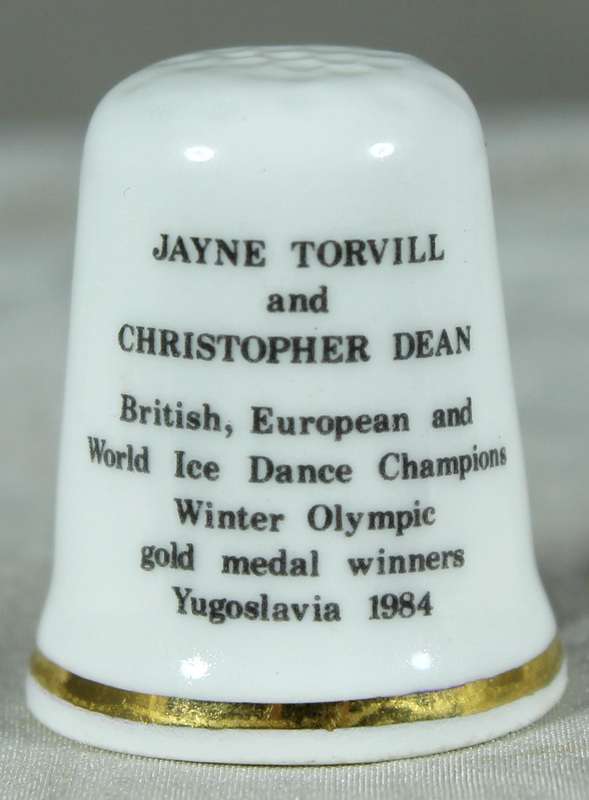 JAYNE TORVILL
and
CHRISTOPHER DEAN
British, European and
World Ice Dance Champions
Winter Olympic
gold medal winners
Yugoslavia 1984